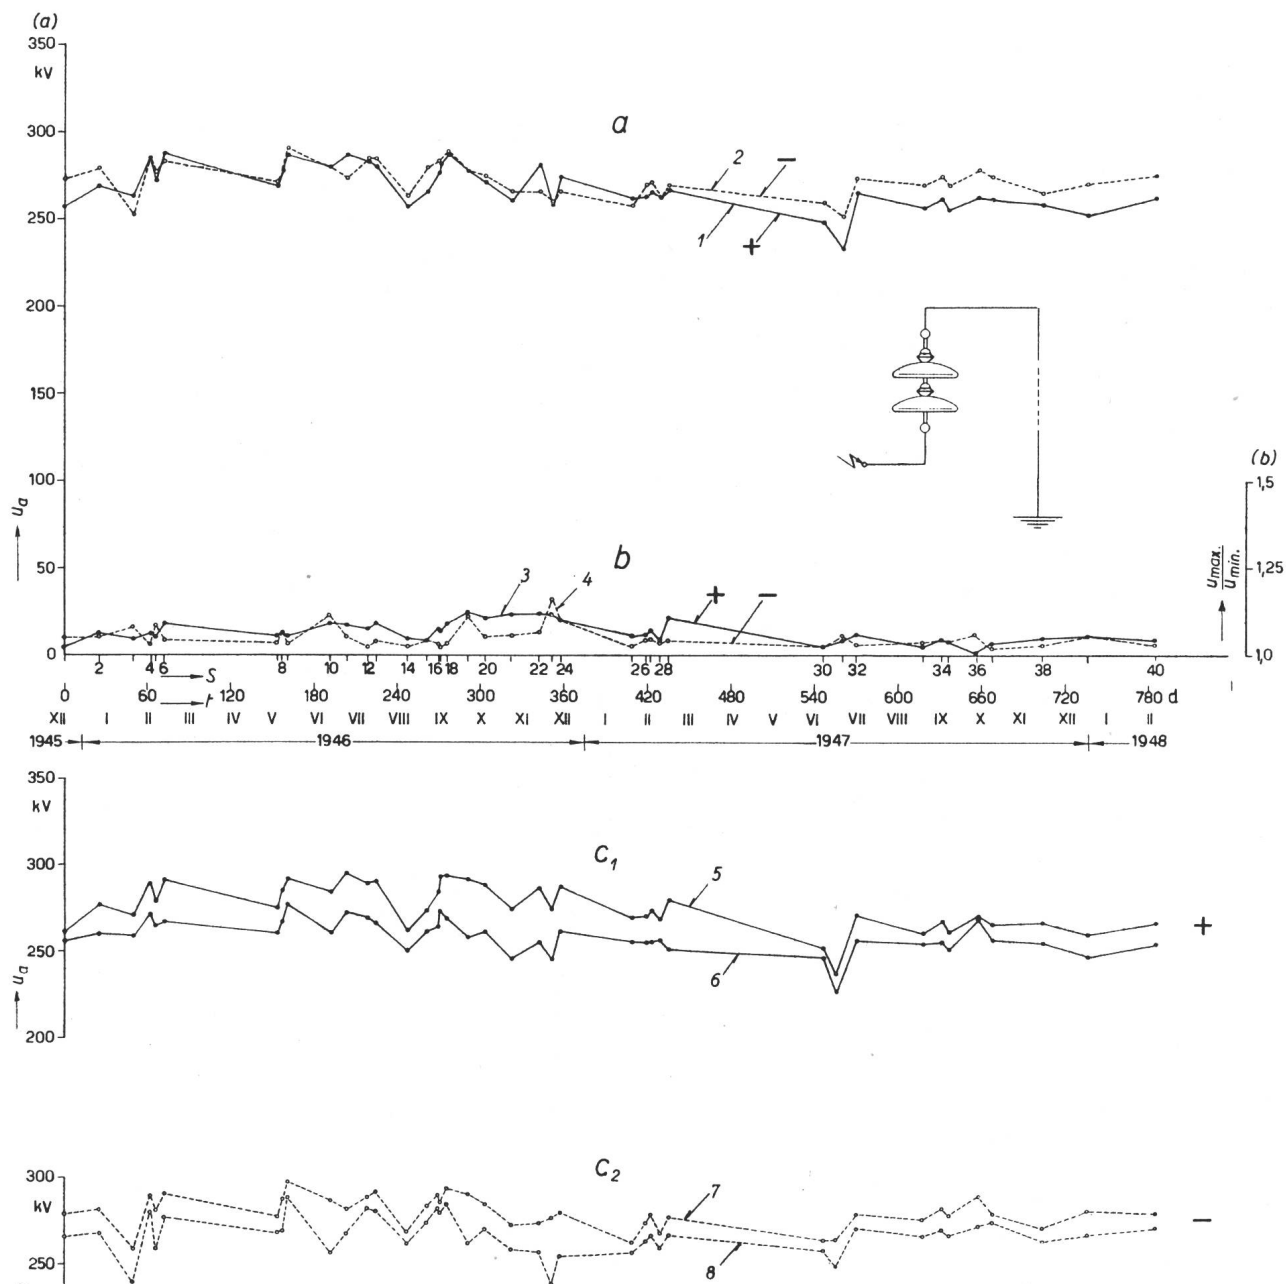 (a)
350
kV
300
a
2 −
250
1 +
200
150
100
(b)
1,5
u_a
50
b
3 4 + −
1,25
u_max. / u_min.
0
1,0
2 4 6 8 10 12 14 16 18 20 22 24 26 28 30 32 34 36 38 40
S
0 60 120 180 240 300 360 420 480 540 600 660 720 780 d
t
XII I II III IV V VI VII VIII IX X XI XII I II III IV V VI VII VIII IX X XI XII I II
1945 1946 1947 1948
350
kV
C₁
300
5
+
250
6
u_a
200
C₂
300
kV
7
−
250
8